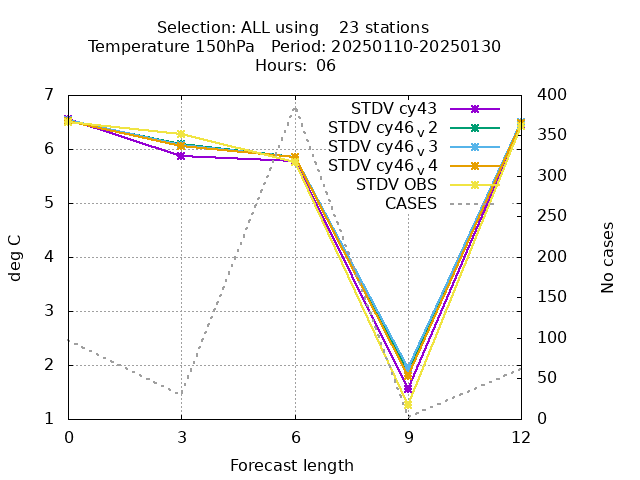 Selection: ALL using    23 stations
Temperature 150hPa   Period: 20250110-20250130
Hours: 06
7 400
STDV cy43
350
STDV cy46_v2
6 STDV cy46_v3
300
STDV cy46_v4
STDV OBS
5 250
CASES
4 200
deg C
No cases
3 150
100
2
50
1 0
0 3 6 9 12
Forecast length